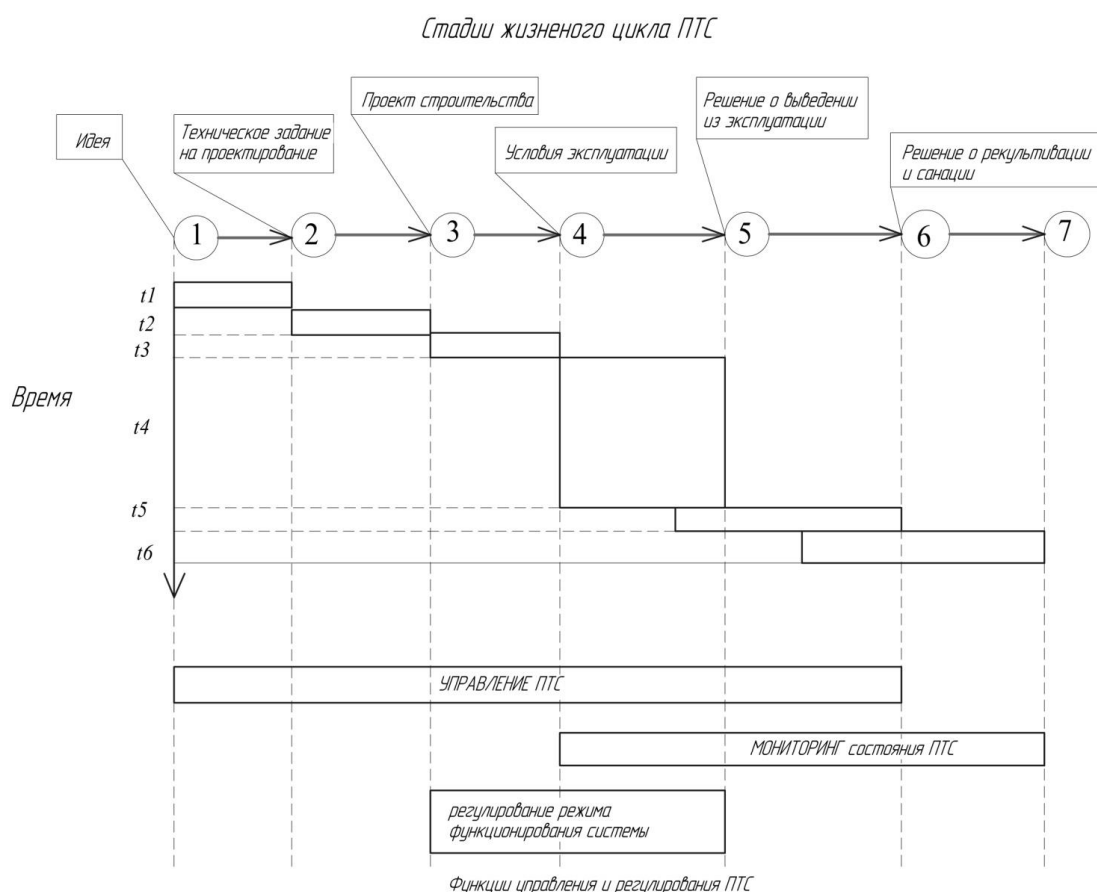 Стадии жизненого цикла ПТС
Идея
Техническое задание
на проектирование
Проект строительства
Условия эксплуатации
Решение о выведении
из эксплуатации
Решение о рекультивации
и санации
1
2
3
4
5
6
7
t1
t2
t3
Время
t4
t5
t6
УПРАВЛЕНИЕ ПТС
МОНИТОРИНГ состояния ПТС
регулирование режима
функционирования системы
Функции управления и регулирования ПТС